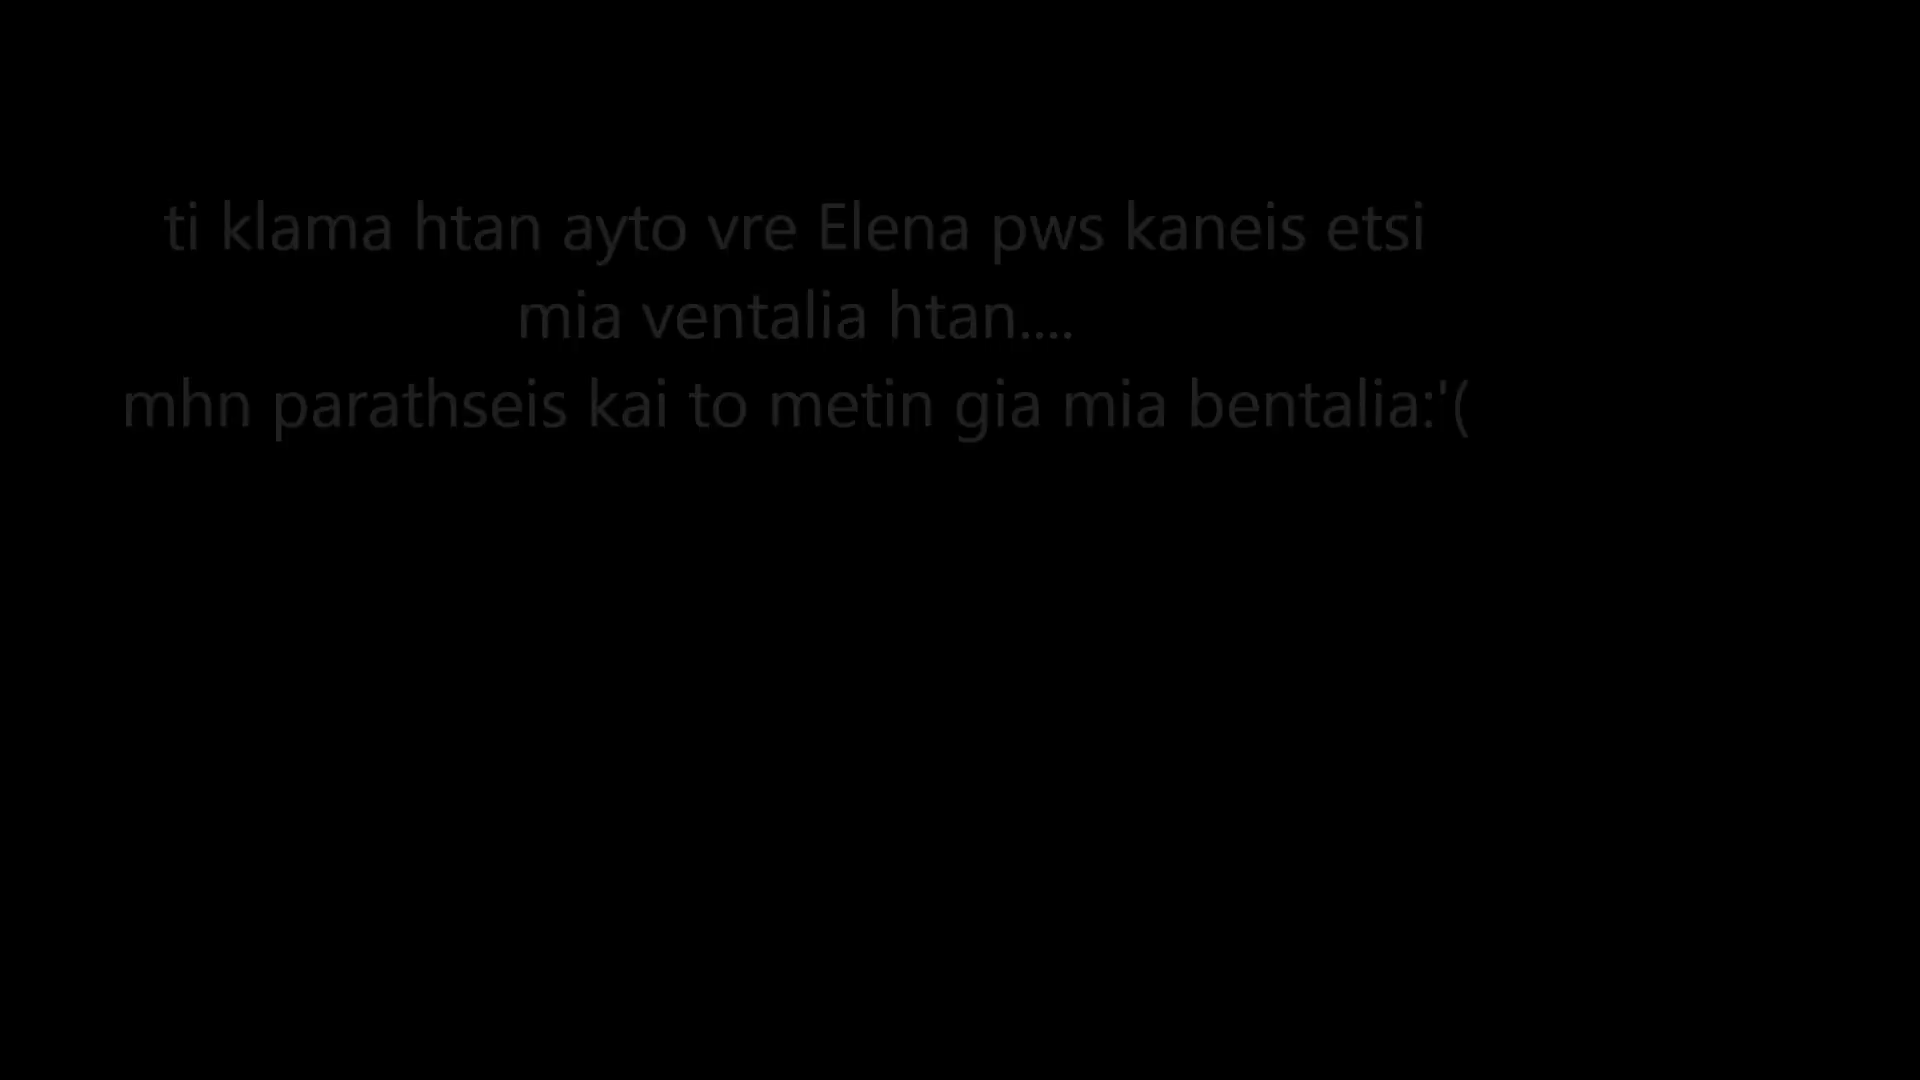 ti klama htan ayto vre Elena pws kaneis etsi
mia ventalia htan....
mhn parathseis kai to metin gia mia bentalia:'(